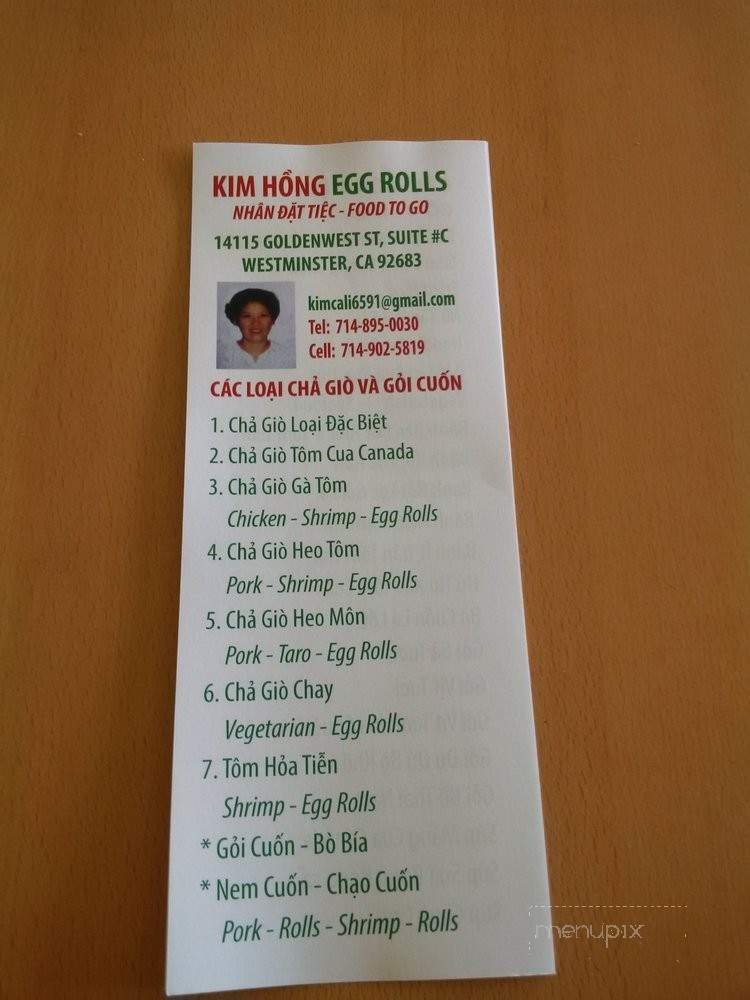 KIM HỒNG EGG ROLLS
NHÂN ĐẶT TIỆC - FOOD TO GO
14115 GOLDENWEST ST, SUITE #C
WESTMINSTER, CA 92683
kimcali6591@gmail.com
Tel: 714-895-0030
Cell: 714-902-5819
CÁC LOẠI CHẢ GIÒ VÀ GỎI CUỐN
1. Chả Giò Loại Đặc Biệt
2. Chả Giò Tôm Cua Canada
3. Chả Giò Gà Tôm
Chicken - Shrimp - Egg Rolls
4. Chả Giò Heo Tôm
Pork - Shrimp - Egg Rolls
5. Chả Giò Heo Môn
Pork - Taro - Egg Rolls
6. Chả Giò Chay
Vegetarian - Egg Rolls
7. Tôm Hỏa Tiễn
Shrimp - Egg Rolls
* Gỏi Cuốn - Bò Bía
* Nem Cuốn - Chạo Cuốn
Pork - Rolls - Shrimp - Rolls
menupix